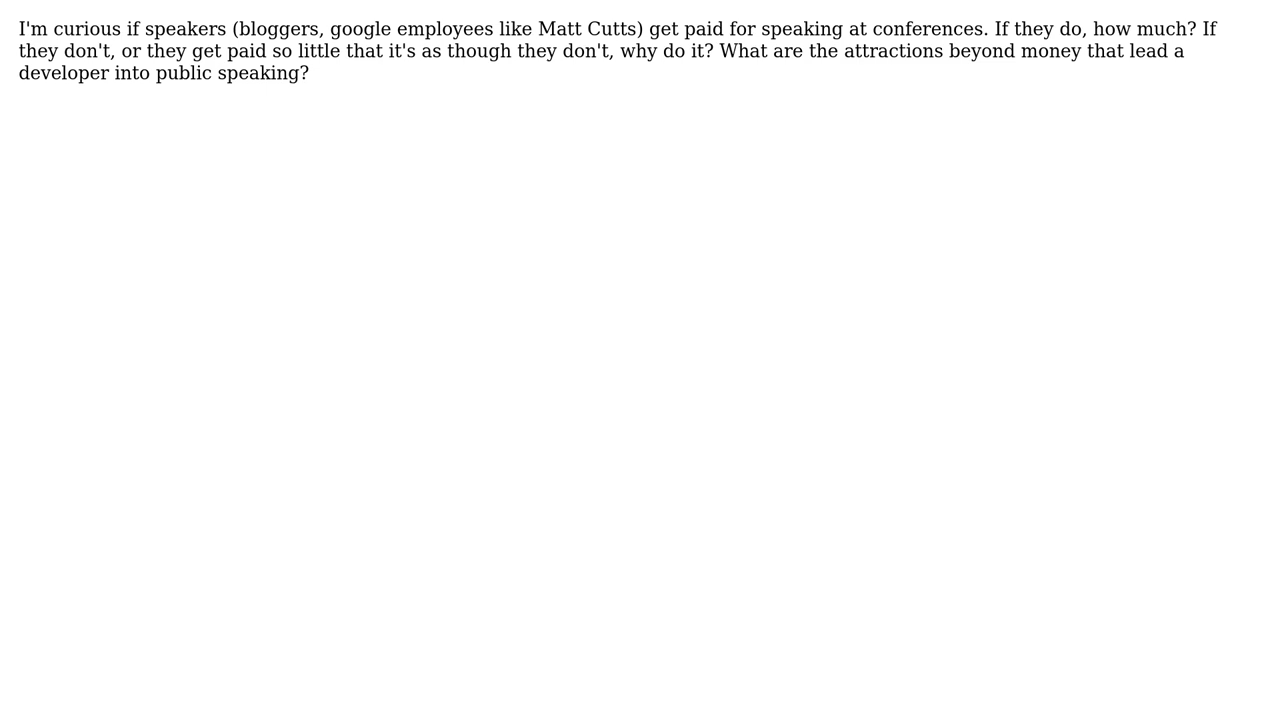 I'm curious if speakers (bloggers, google employees like Matt Cutts) get paid for speaking at conferences. If they do, how much? If
they don't, or they get paid so little that it's as though they don't, why do it? What are the attractions beyond money that lead a
developer into public speaking?